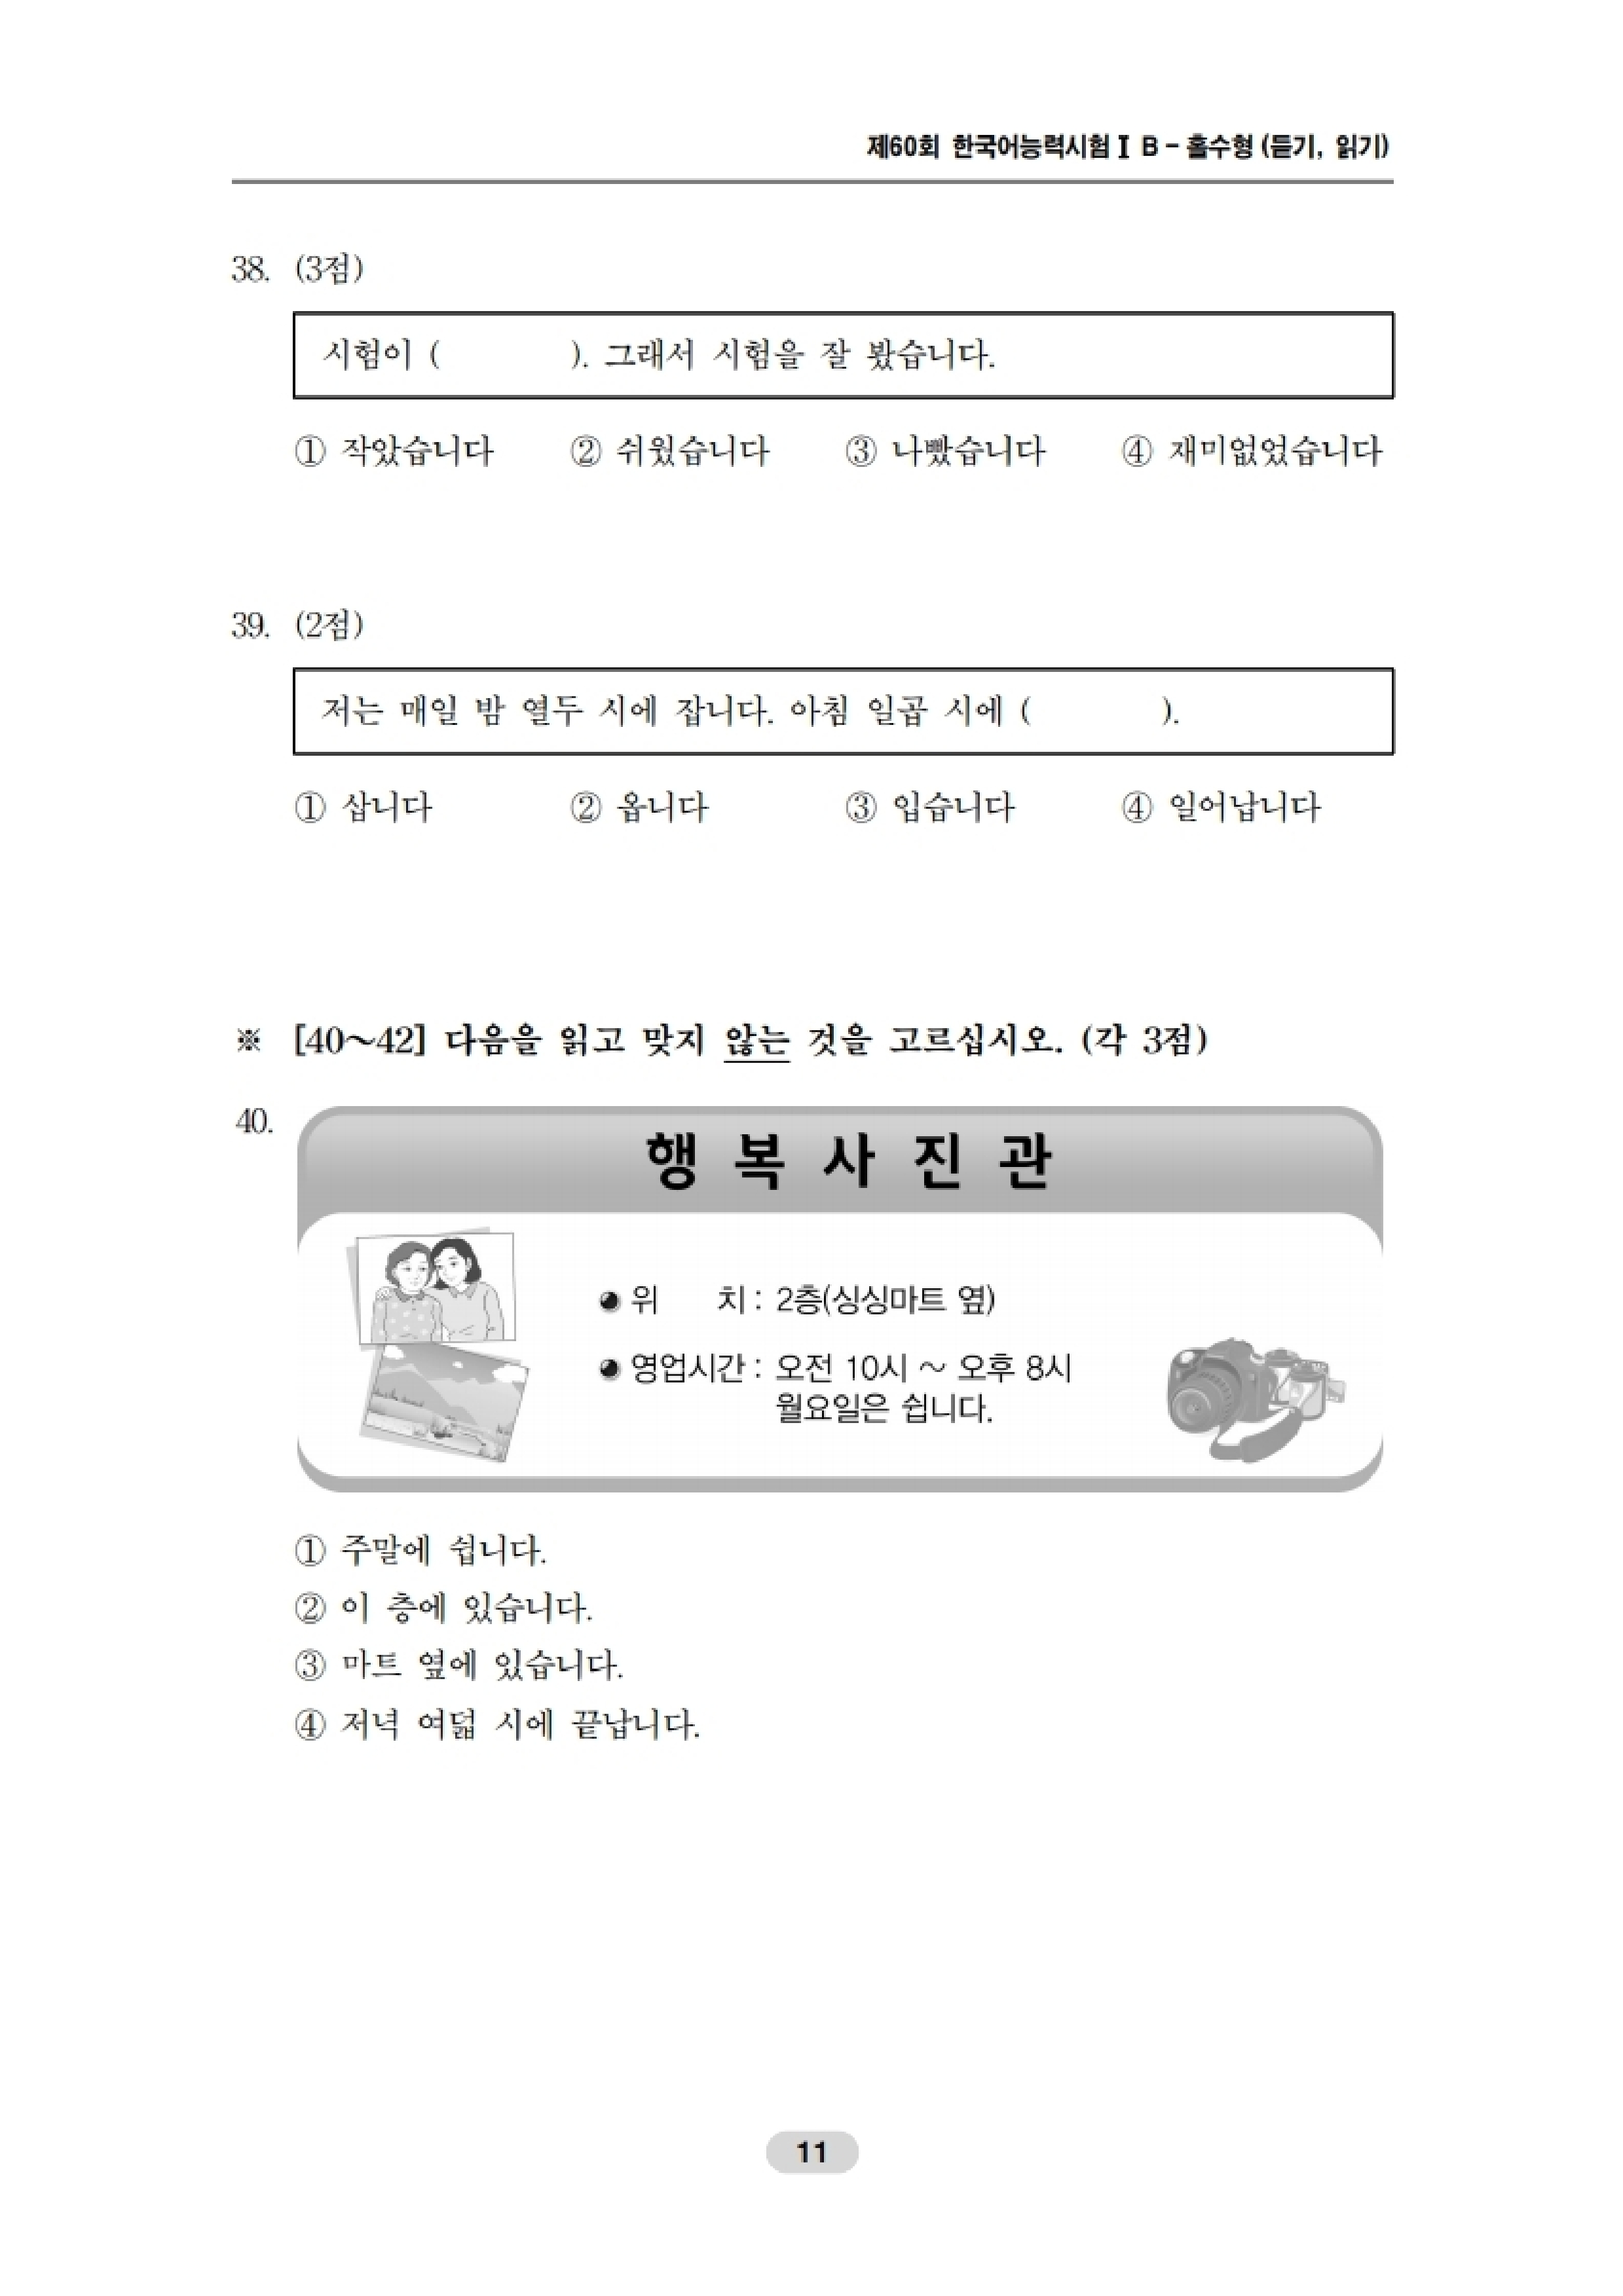 제60회 한국어능력시험Ⅰ B - 홀수형 (듣기, 읽기)
38. (3점)
시험이 (          ). 그래서 시험을 잘 봤습니다.
① 작았습니다 ② 쉬웠습니다 ③ 나빴습니다 ④ 재미없었습니다
39. (2점)
저는 매일 밤 열두 시에 잡니다. 아침 일곱 시에 (          ).
① 삽니다 ② 옵니다 ③ 입습니다 ④ 일어납니다
※ [40~42] 다음을 읽고 맞지 않는 것을 고르십시오. (각 3점)
40.
행 복 사 진 관
● 위      치 : 2층(싱싱마트 옆)
● 영업시간 : 오전 10시 ~ 오후 8시
월요일은 쉽니다.
① 주말에 쉽니다.
② 이 층에 있습니다.
③ 마트 옆에 있습니다.
④ 저녁 여덟 시에 끝납니다.
11